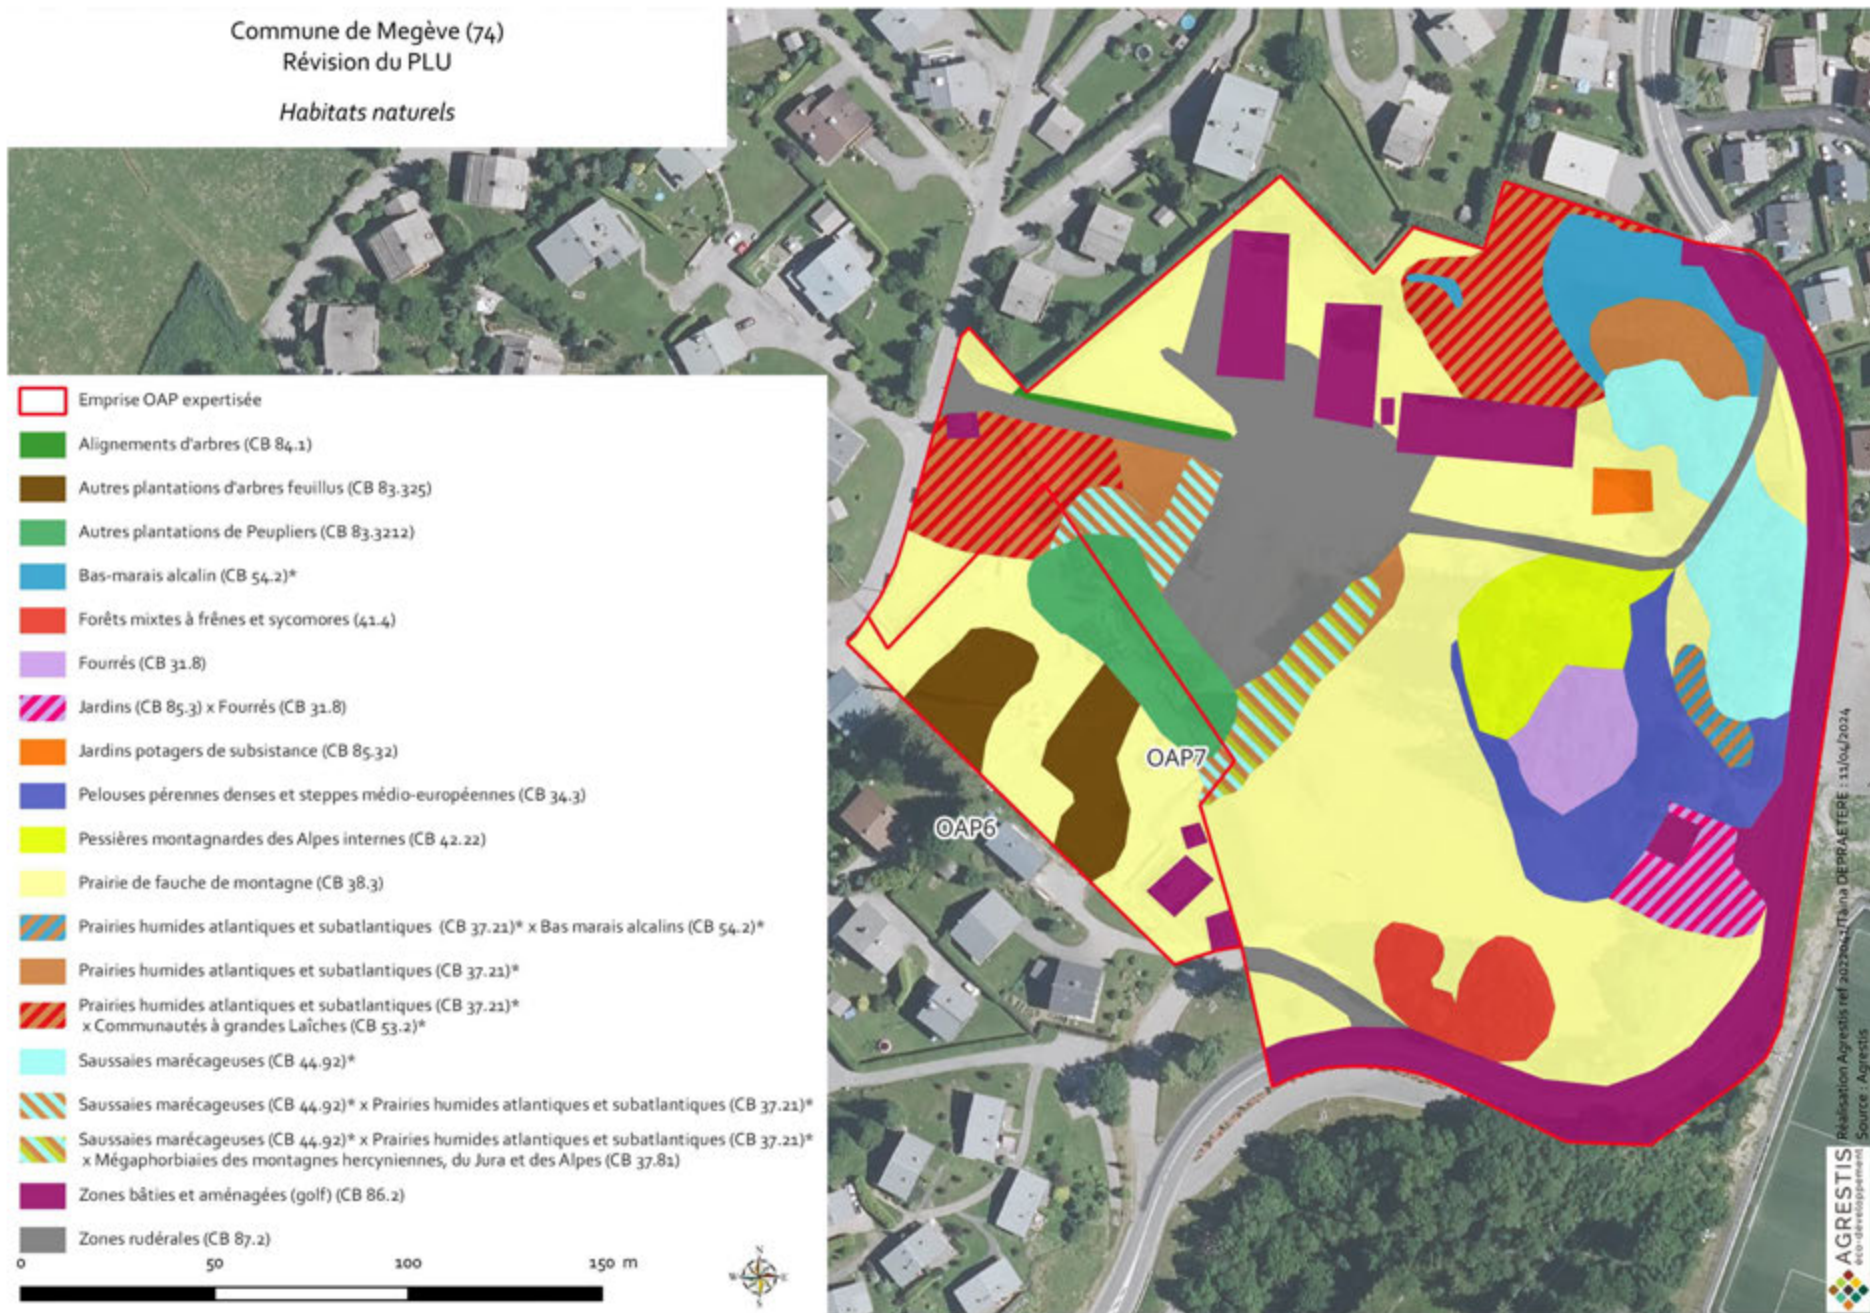 Commune de Megève (74)
Révision du PLU
Habitats naturels
Emprise OAP expertisée
Alignements d'arbres (CB 84.1)
Autres plantations d'arbres feuillus (CB 83.325)
Autres plantations de Peupliers (CB 83.3212)
Bas-marais alcalin (CB 54.2)*
Forêts mixtes à frênes et sycomores (41.4)
Fourrés (CB 31.8)
Jardins (CB 85.3) x Fourrés (CB 31.8)
Jardins potagers de subsistance (CB 85.32)
Pelouses pérennes denses et steppes médio-européennes (CB 34.3)
Pessières montagnardes des Alpes internes (CB 42.22)
Prairie de fauche de montagne (CB 38.3)
Prairies humides atlantiques et subatlantiques (CB 37.21)* x Bas marais alcalins (CB 54.2)*
Prairies humides atlantiques et subatlantiques (CB 37.21)*
Prairies humides atlantiques et subatlantiques (CB 37.21)*
x Communautés à grandes Laîches (CB 53.2)*
Saussaies marécageuses (CB 44.92)*
Saussaies marécageuses (CB 44.92)* x Prairies humides atlantiques et subatlantiques (CB 37.21)*
Saussaies marécageuses (CB 44.92)* x Prairies humides atlantiques et subatlantiques (CB 37.21)*
x Mégaphorbiaies des montagnes hercyniennes, du Jura et des Alpes (CB 37.81)
Zones bâties et aménagées (golf) (CB 86.2)
Zones rudérales (CB 87.2)
0 50 100 150 m
N
W E
S
OAP7
OAP6
Réalisation Agrestis ref DEPRAETERE : 11/04/2024
Source : Agrestis
AGRESTIS
éco-développement